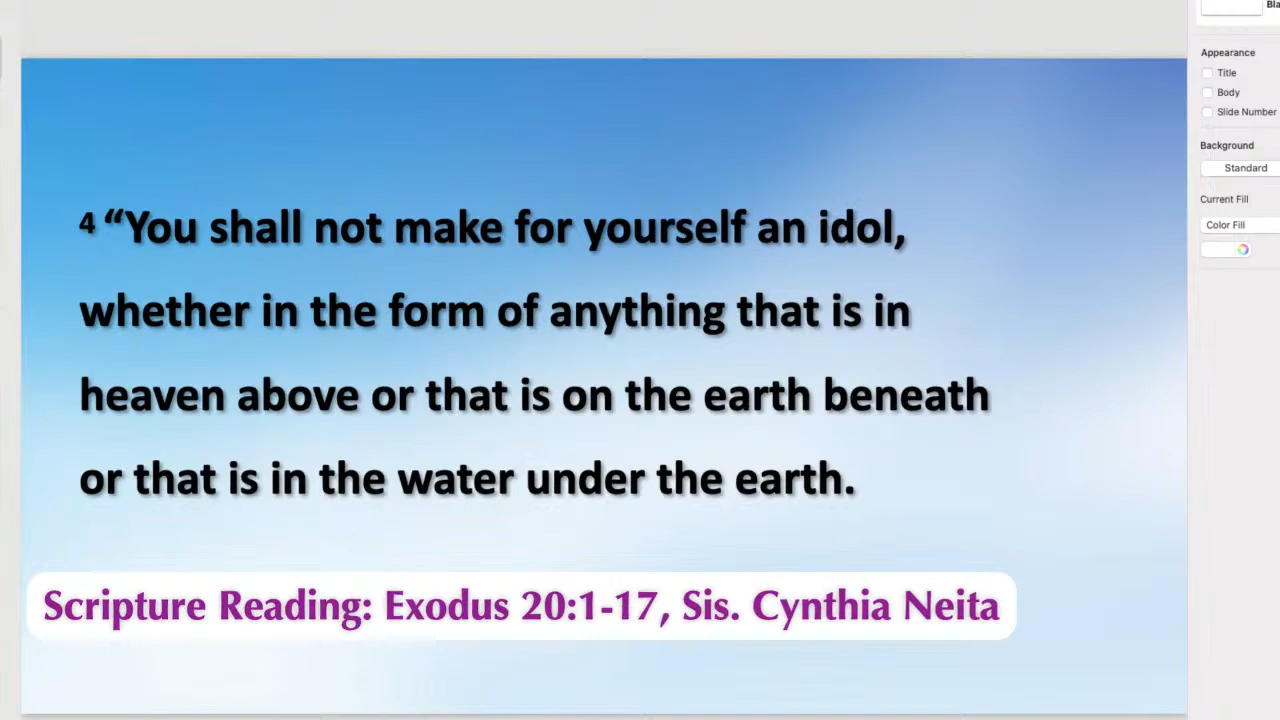 Bla
Appearance
Title
Body
Slide Number
Background
Standard
Current Fill
Color Fill
4 “You shall not make for yourself an idol,
whether in the form of anything that is in
heaven above or that is on the earth beneath
or that is in the water under the earth.
Scripture Reading: Exodus 20:1-17, Sis. Cynthia Neita